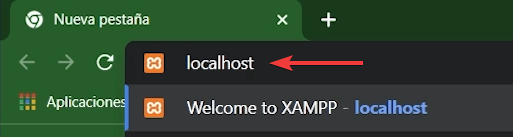 Nueva pestaña
localhost
Aplicaciones
Welcome to XAMPP - localhost